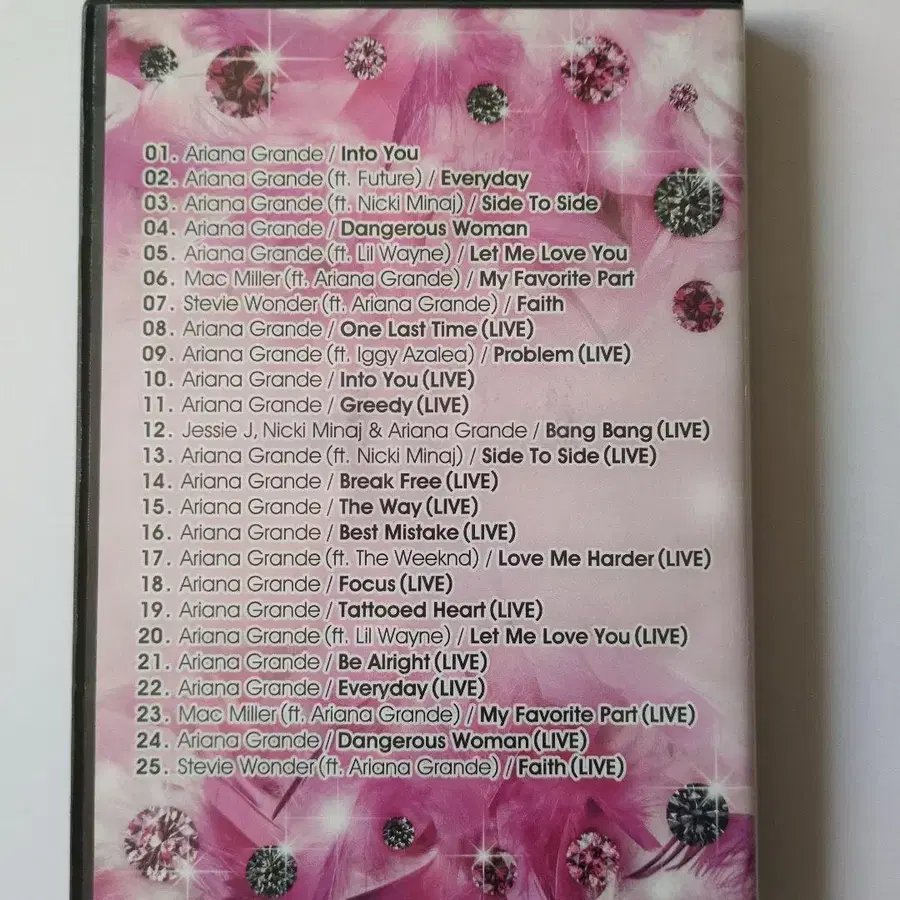 01. Ariana Grande / Into You
02. Ariana Grande (ft. Future) / Everyday
03. Ariana Grande (ft. Nicki Minaj) / Side To Side
04. Ariana Grande / Dangerous Woman
05. Ariana Grande (ft. Lil Wayne) / Let Me Love You
06. Mac Miller (ft. Ariana Grande) / My Favorite Part
07. Stevie Wonder (ft. Ariana Grande) / Faith
08. Ariana Grande / One Last Time (LIVE)
09. Ariana Grande (ft. Iggy Azalea) / Problem (LIVE)
10. Ariana Grande / Into You (LIVE)
11. Ariana Grande / Greedy (LIVE)
12. Jessie J, Nicki Minaj & Ariana Grande / Bang Bang (LIVE)
13. Ariana Grande (ft. Nicki Minaj) / Side To Side (LIVE)
14. Ariana Grande / Break Free (LIVE)
15. Ariana Grande / The Way (LIVE)
16. Ariana Grande / Best Mistake (LIVE)
17. Ariana Grande (ft. The Weeknd) / Love Me Harder (LIVE)
18. Ariana Grande / Focus (LIVE)
19. Ariana Grande / Tattooed Heart (LIVE)
20. Ariana Grande (ft. Lil Wayne) / Let Me Love You (LIVE)
21. Ariana Grande / Be Alright (LIVE)
22. Ariana Grande / Everyday (LIVE)
23. Mac Miller (ft. Ariana Grande) / My Favorite Part (LIVE)
24. Ariana Grande / Dangerous Woman (LIVE)
25. Stevie Wonder (ft. Ariana Grande) / Faith (LIVE)